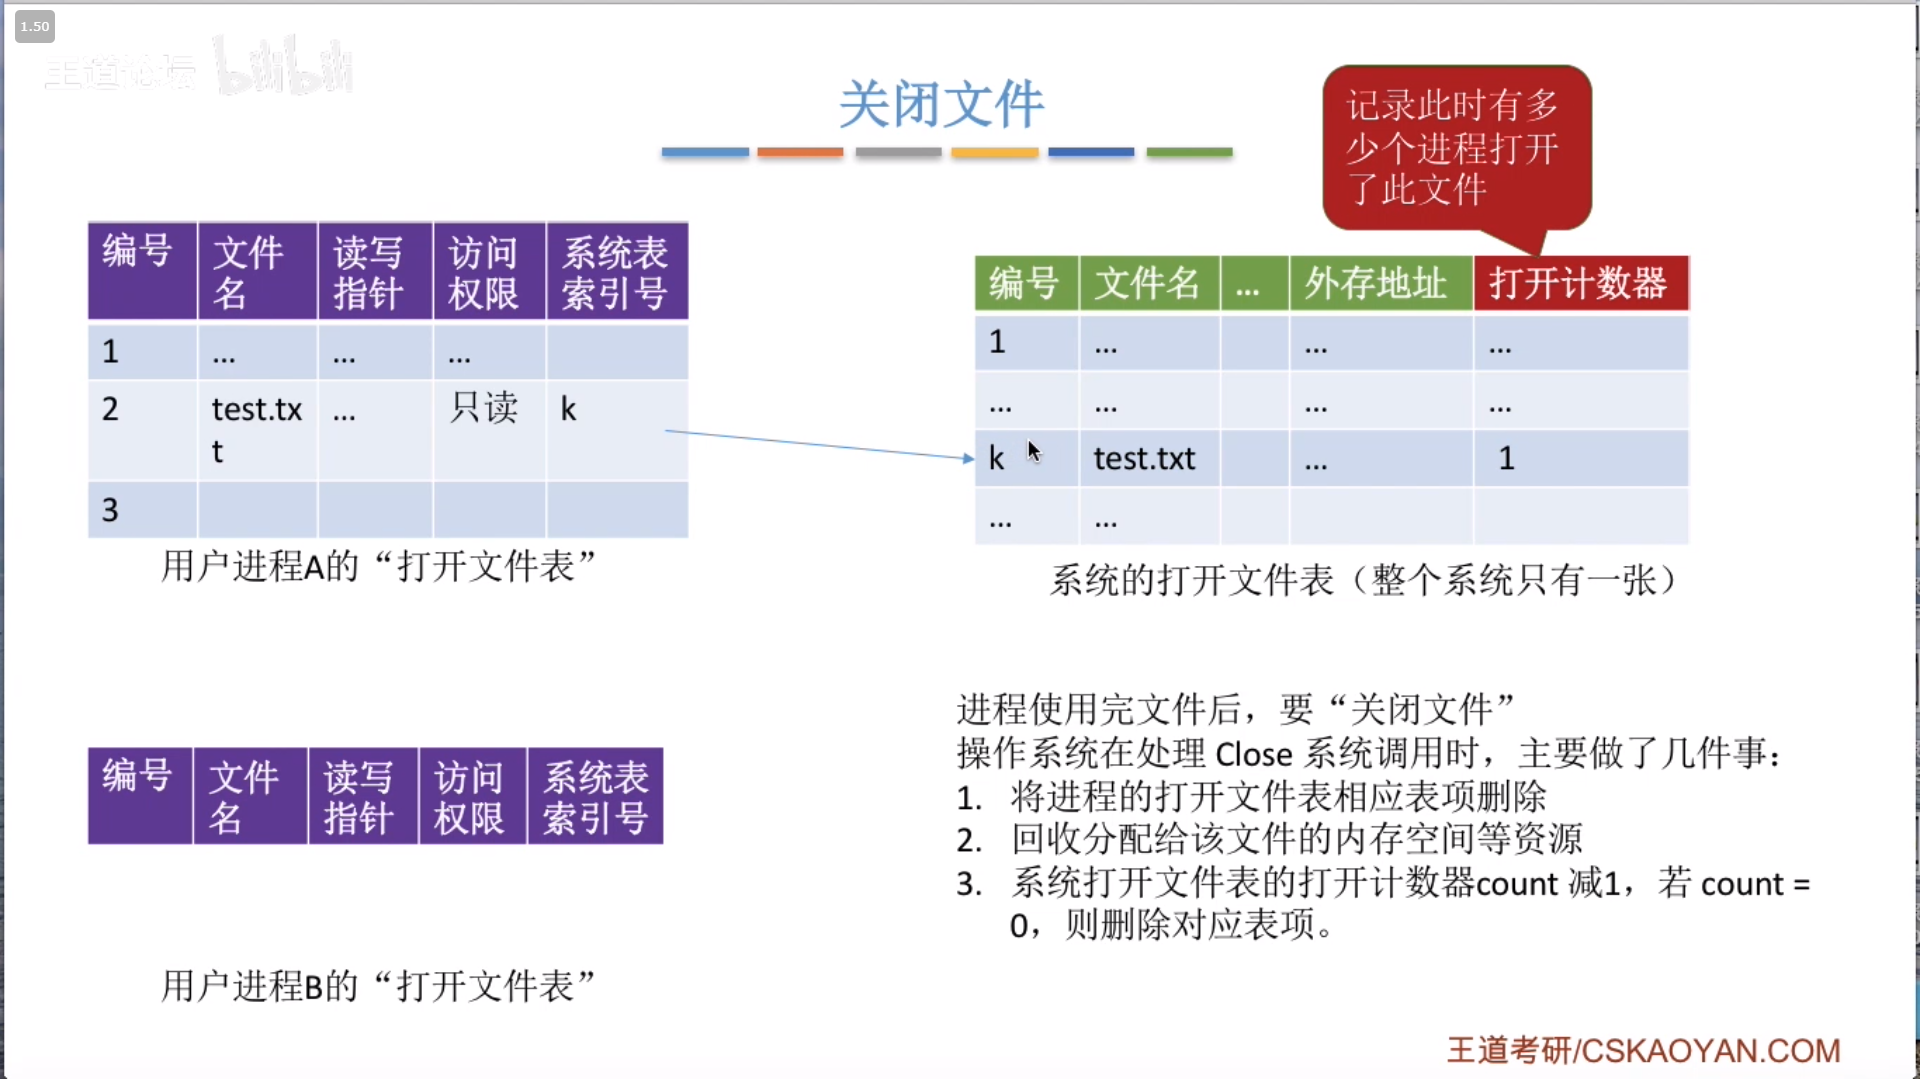 1.50
王道论坛 bilibili
关闭文件
记录此时有多
少个进程打开
了此文件
编号 文件名 读写指针 访问权限 系统表索引号
1 ... ... ...
2 test.txt ... 只读 k
3
用户进程A的“打开文件表”
编号 文件名 ... 外存地址 打开计数器
1 ... ... ...
... ... ... ...
k test.txt ... 1
... ...
系统的打开文件表（整个系统只有一张）
编号 文件名 读写指针 访问权限 系统表索引号
用户进程B的“打开文件表”
进程使用完文件后，要“关闭文件”
操作系统在处理 Close 系统调用时，主要做了几件事：
1. 将进程的打开文件表相应表项删除
2. 回收分配给该文件的内存空间等资源
3. 系统打开文件表的打开计数器count 减1，若 count =
0，则删除对应表项。
王道考研/CSKAOYAN.COM